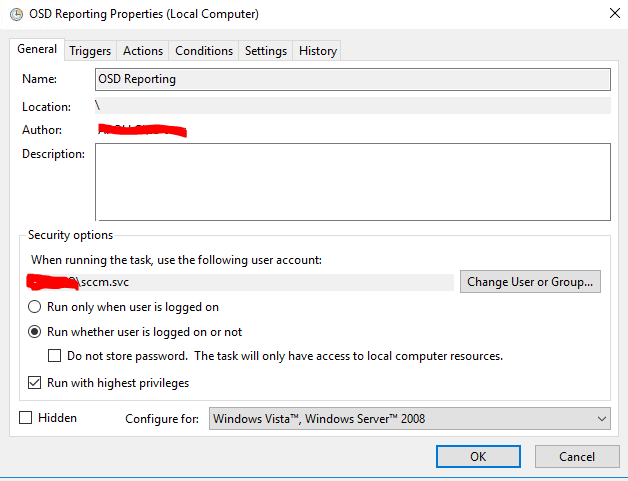 OSD Reporting Properties (Local Computer)
General Triggers Actions Conditions Settings History
Name: OSD Reporting
Location: \
Author:
Description:
Security options
When running the task, use the following user account:
\sccm.svc Change User or Group...
Run only when user is logged on
Run whether user is logged on or not
Do not store password. The task will only have access to local computer resources.
Run with highest privileges
Hidden Configure for: Windows Vista™, Windows Server™ 2008
OK Cancel